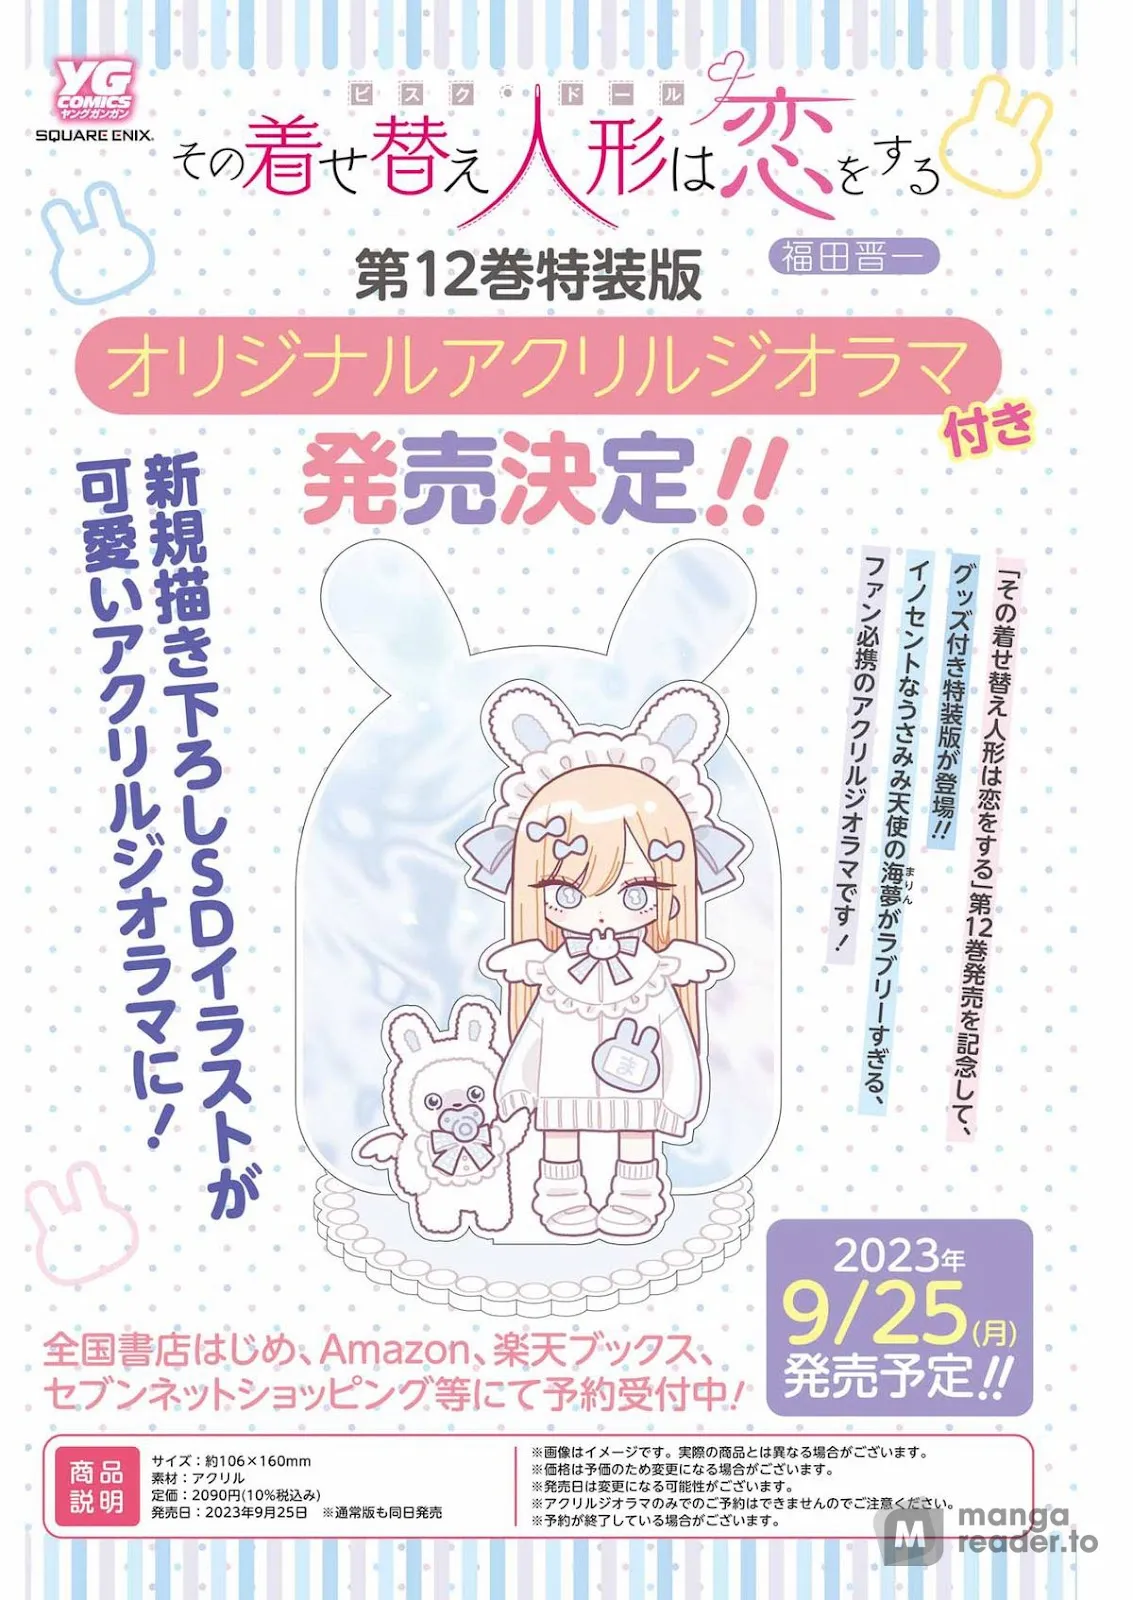 YG
COMICS
ヤングガンガン
SQUARE ENIX.
ビスク・ドール
その着せ替え人形は恋をする
福田晋一
第12巻特装版
オリジナルアクリルジオラマ
付き
発売決定!!
新規描き下ろしSDイラストが
可愛いアクリルジオラマに!
「その着せ替え人形は恋をする」第12巻発売を記念して、
グッズ付き特装版が登場!!
イノセントなうさみみ天使の海夢がラブリーすぎる、
まりん
ファン必携のアクリルジオラマです!
ま
2023年
9/25(月)
発売予定!!
全国書店はじめ、Amazon、楽天ブックス、
セブンネットショッピング等にて予約受付中!
商品
説明
サイズ：約106×160mm
素材：アクリル
定価：2090円(10%税込み)
発売日：2023年9月25日 ※通常版も同日発売
※画像はイメージです。実際の商品とは異なる場合がございます。
※価格は予価のため変更になる場合がございます。
※発売日は変更になる可能性がございます。
※アクリルジオラマのみでのご予約はできませんのでご注意ください。
※予約が終了している場合がございます。
M
manga
reader.to